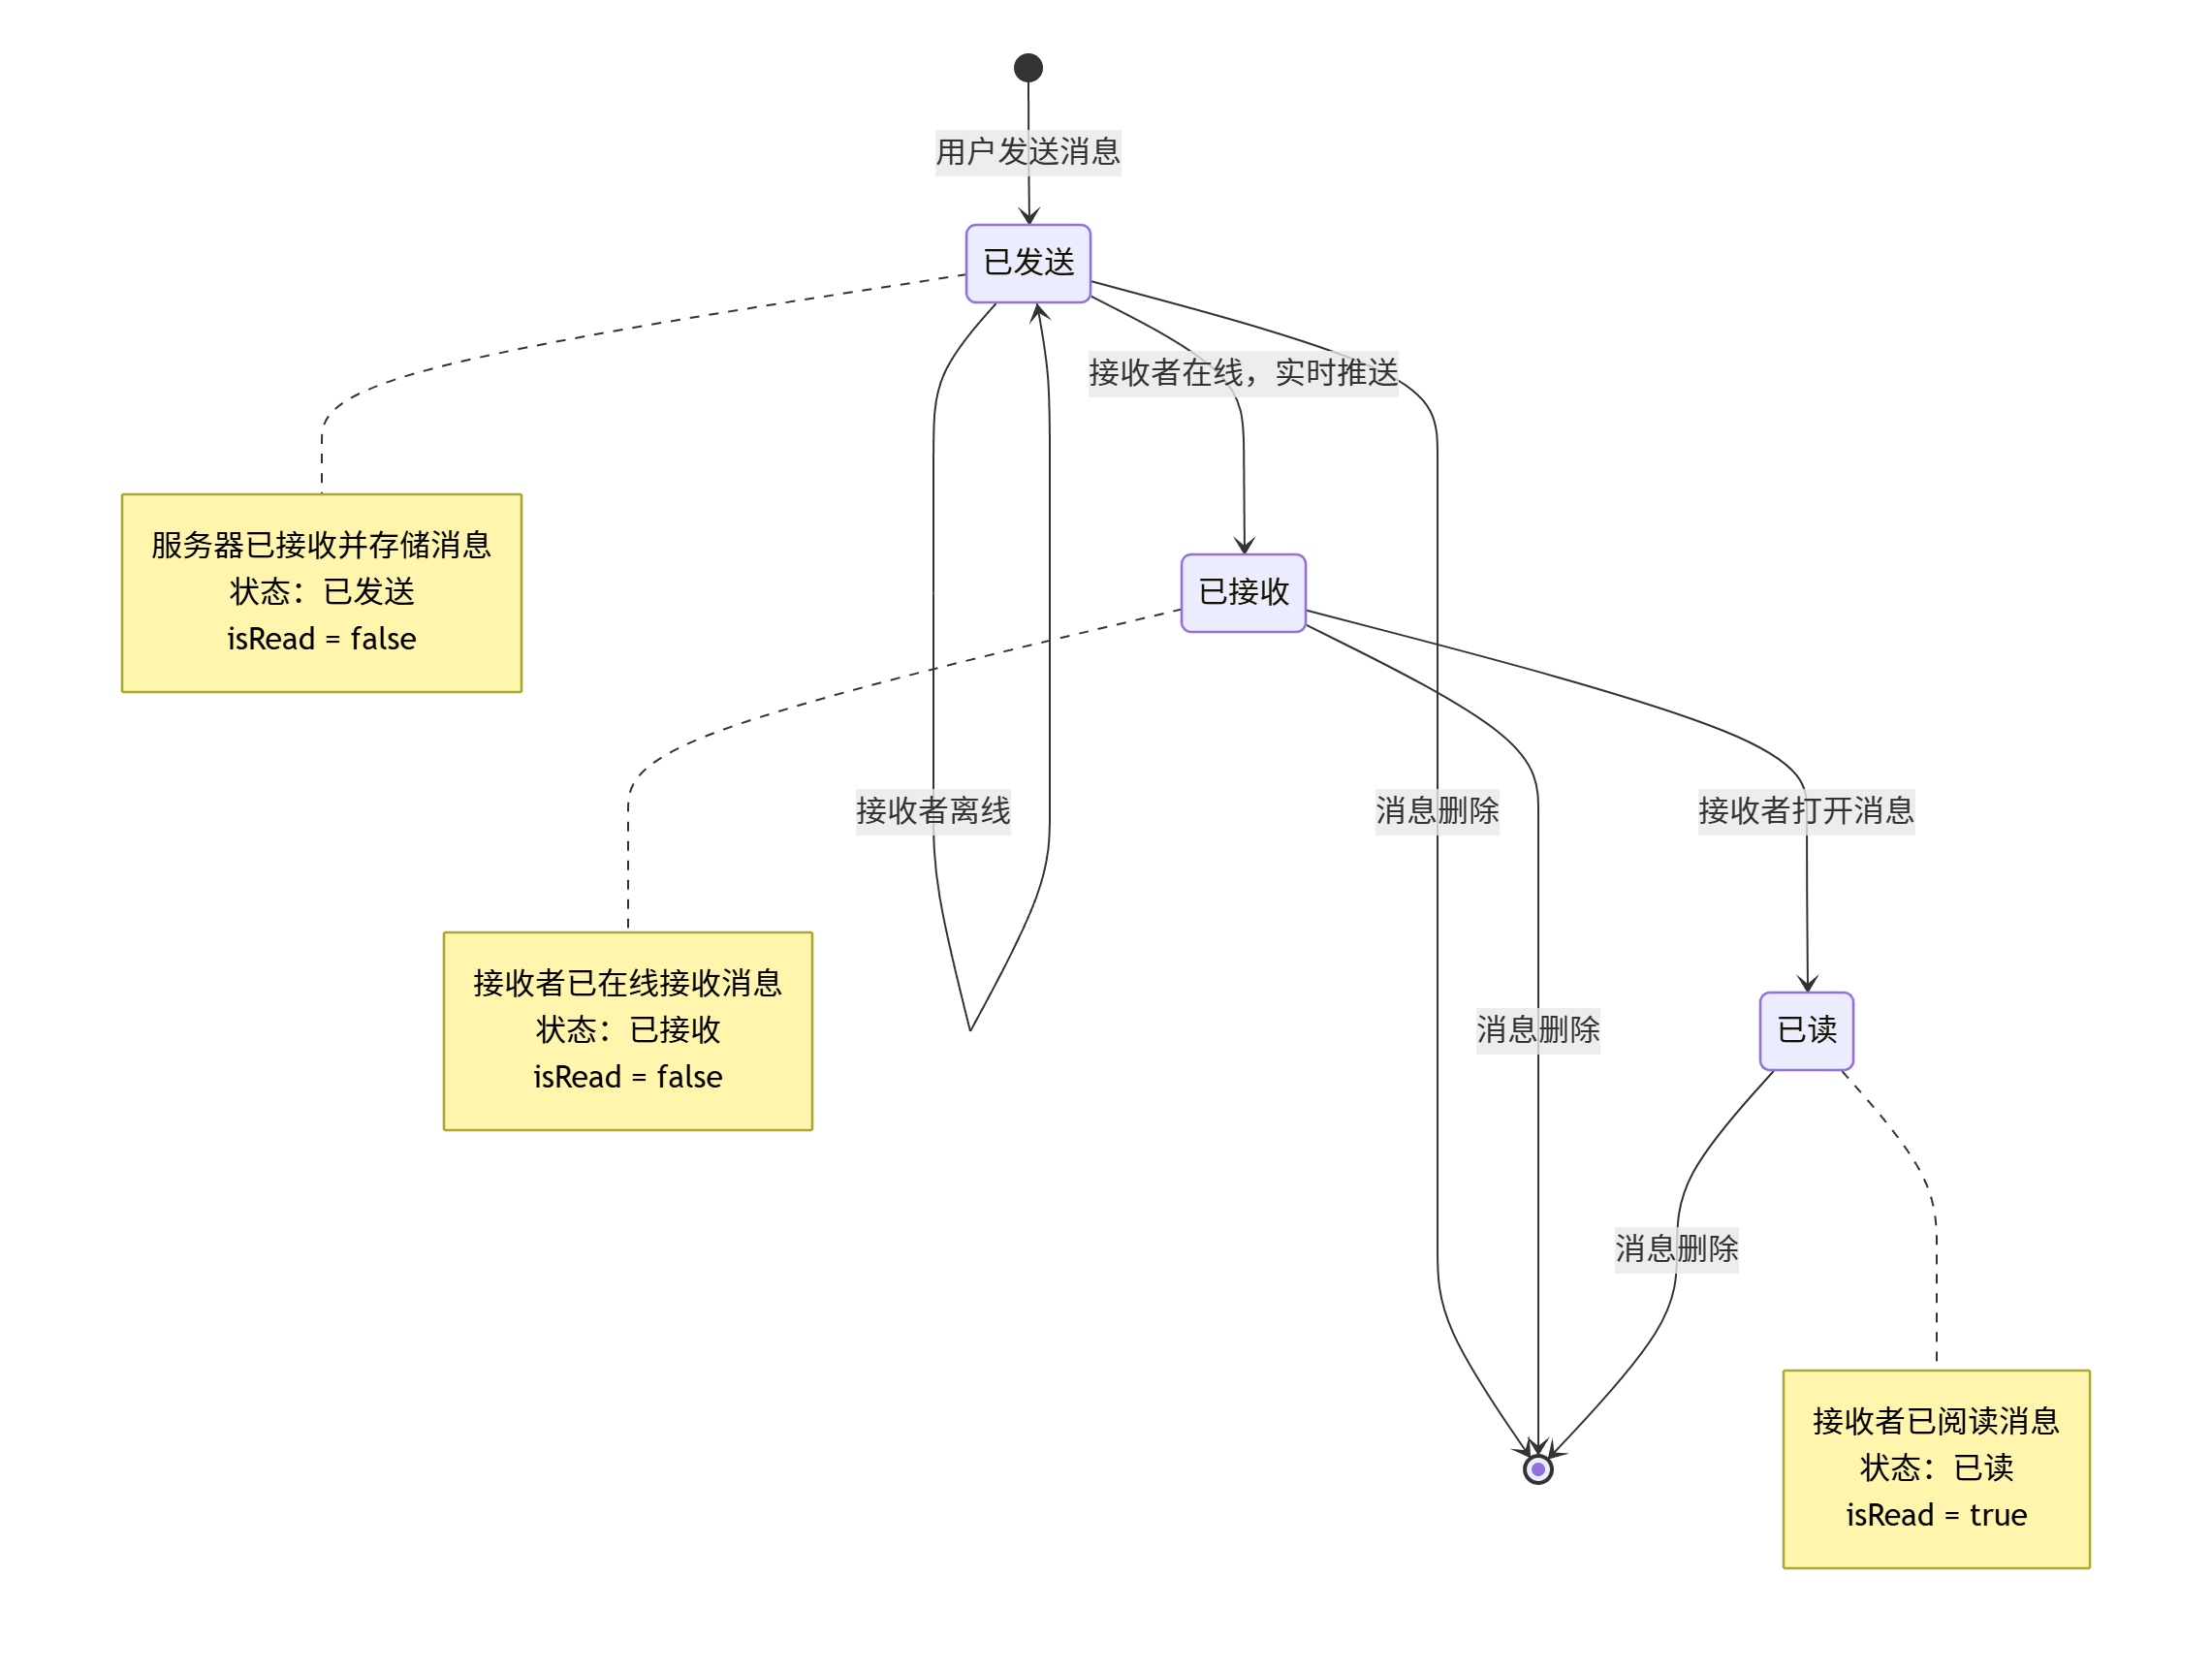 用户发送消息
已发送
接收者在线，实时推送
服务器已接收并存储消息
状态：已发送
isRead = false
已接收
接收者离线
消息删除
接收者打开消息
接收者已在线接收消息
状态：已接收
isRead = false
消息删除
已读
消息删除
接收者已阅读消息
状态：已读
isRead = true